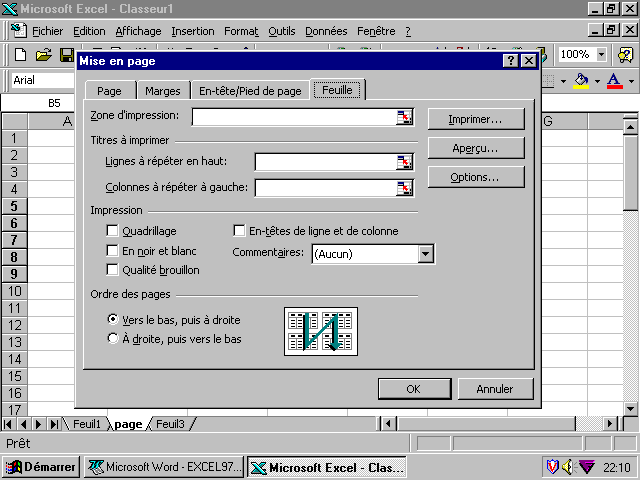 Microsoft Excel - Classeur1
Fichier Edition Affichage Insertion Format Outils Données Fenêtre ?
100%
Arial
B5
Mise en page
Page Marges En-tête/Pied de page Feuille
Zone d'impression:
Imprimer...
Titres à imprimer
Aperçu...
Lignes à répéter en haut:
Options...
Colonnes à répéter à gauche:
Impression
Quadrillage
En-têtes de ligne et de colonne
En noir et blanc
Commentaires: (Aucun)
Qualité brouillon
Ordre des pages
Vers le bas, puis à droite
À droite, puis vers le bas
OK Annuler
A G
1
2
3
4
5
6
7
8
9
10
11
12
13
14
15
16
17
Feuil1 page Feuil3
Prêt
Démarrer Microsoft Word - EXCEL97... Microsoft Excel - Clas... 22:10